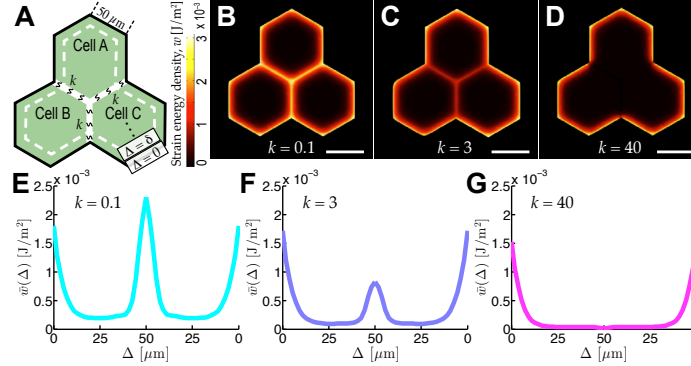 A
50 μm
Cell A
k
k
Cell B
Cell C
k
Δ = δ
Δ = 0
Strain energy density, w [J/m²]
× 10⁻³
3
2
1
0
B
k = 0.1
C
k = 3
D
k = 40
E
× 10⁻³
k = 0.1
2.5
2
1.5
1
0.5
0
w̄(Δ) [J/m²]
0 25 50 25 0
Δ [μm]
F
× 10⁻³
k = 3
2.5
2
1.5
1
0.5
0
w̄(Δ) [J/m²]
0 25 50 25 0
Δ [μm]
G
× 10⁻³
k = 40
2.5
2
1.5
1
0.5
0
w̄(Δ) [J/m²]
0 25 50 25
Δ [μm]